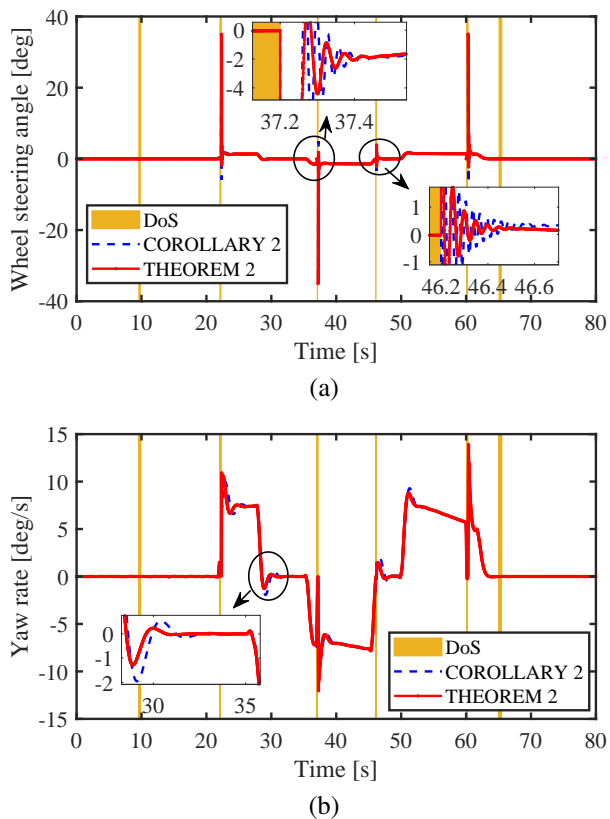 Wheel steering angle [deg]
40
20
0
-20
-40
0 10 20 30 40 50 60 70 80
Time [s]
0
-2
-4
37.2 37.4
1
0
-1
46.2 46.4 46.6
DoS
COROLLARY 2
THEOREM 2
(a)
Yaw rate [deg/s]
15
10
5
0
-5
-10
-15
0 10 20 30 40 50 60 70 80
Time [s]
0
-1
-2
30 35
DoS
COROLLARY 2
THEOREM 2
(b)